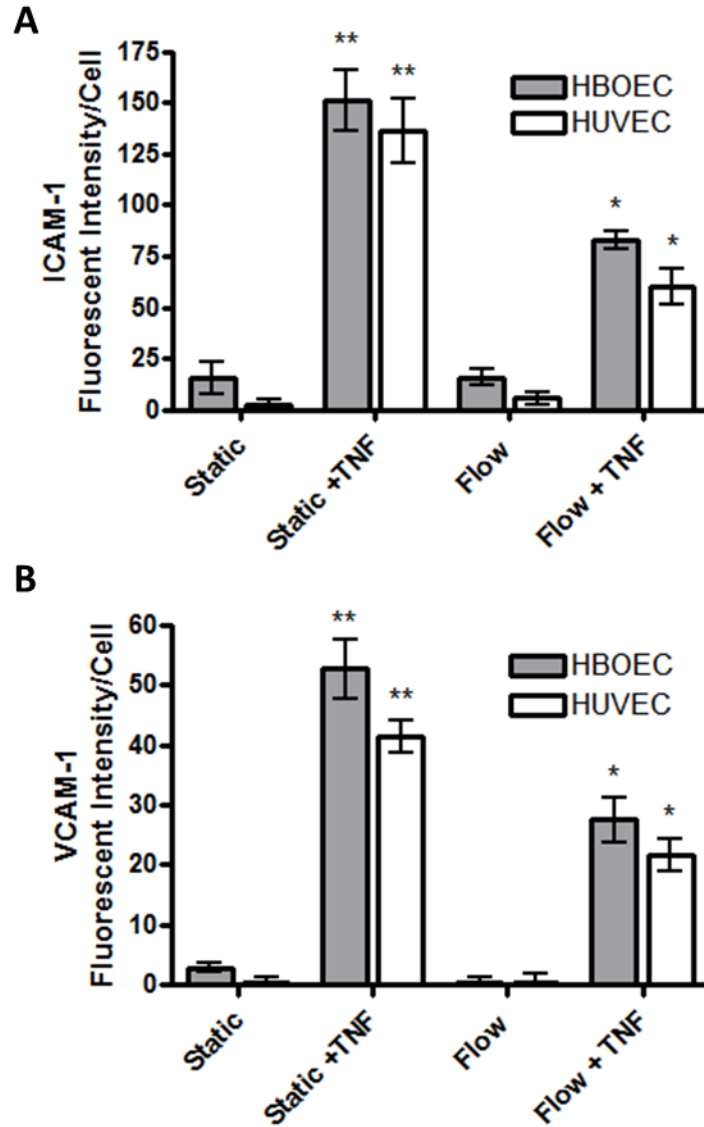 A
ICAM-1
Fluorescent Intensity/Cell
175
150
125
100
75
50
25
0
**
**
*
*
HBOEC
HUVEC
Static
Static +TNF
Flow
Flow + TNF
B
VCAM-1
Fluorescent Intensity/Cell
60
50
40
30
20
10
0
**
**
*
*
HBOEC
HUVEC
Static
Static +TNF
Flow
Flow + TNF